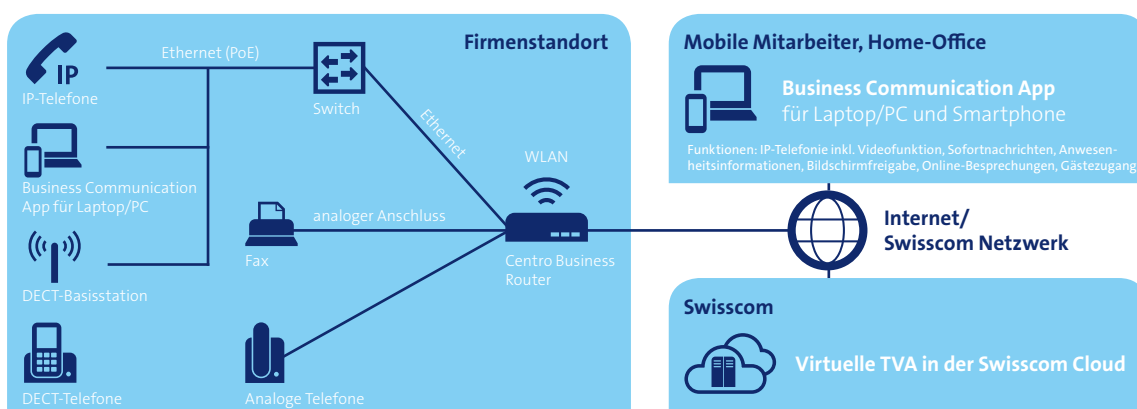 Firmenstandort
Ethernet (PoE)
IP
IP-Telefone
Switch
Ethernet
Business Communication
App für Laptop/PC
WLAN
analoger Anschluss
Fax
Centro Business
Router
DECT-Basisstation
DECT-Telefone
Analoge Telefone
Mobile Mitarbeiter, Home-Office
Business Communication App
für Laptop/PC und Smartphone
Funktionen: IP-Telefonie inkl. Videofunktion, Sofortnachrichten, Anwesen-
heitsinformationen, Bildschirmfreigabe, Online-Besprechungen, Gästezugang
Internet/
Swisscom Netzwerk
Swisscom
Virtuelle TVA in der Swisscom Cloud